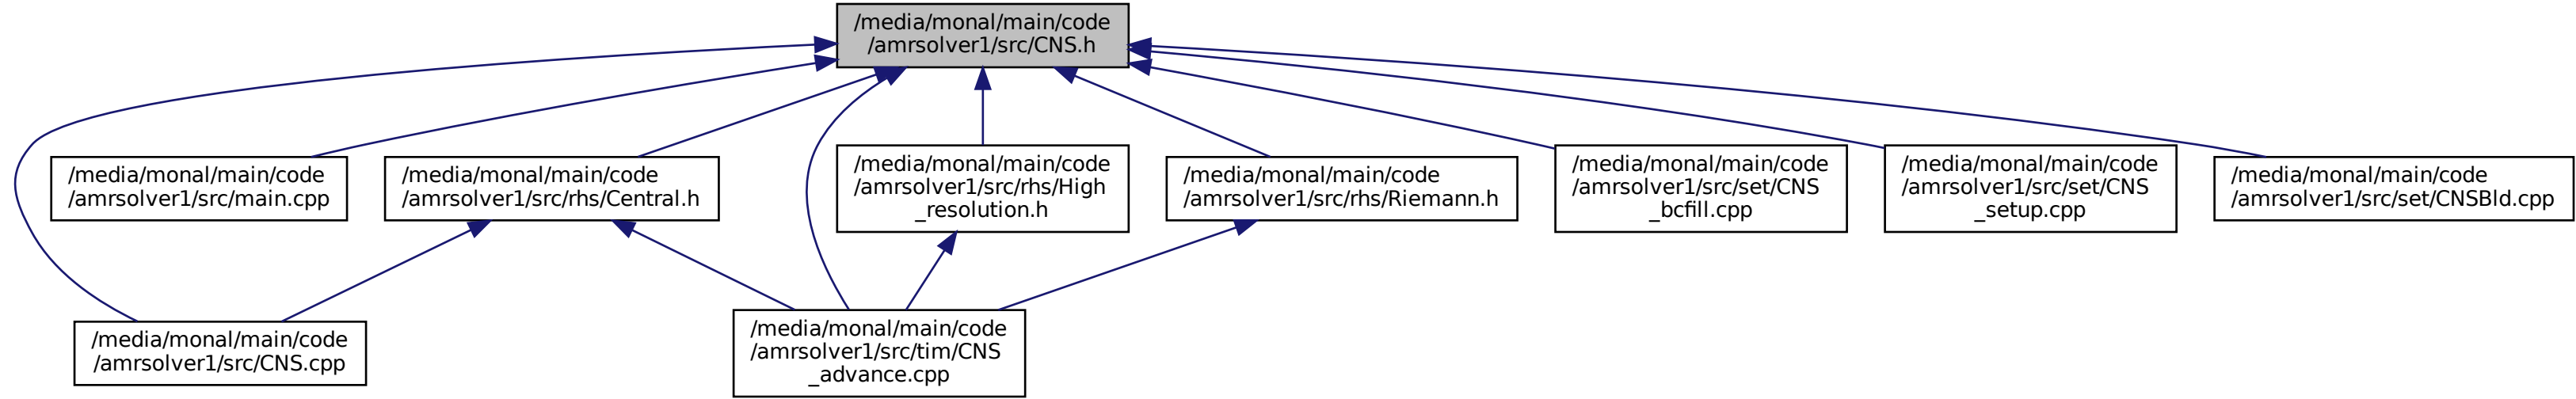 /media/monal/main/code
/amrsolver1/src/CNS.h
/media/monal/main/code
/amrsolver1/src/main.cpp
/media/monal/main/code
/amrsolver1/src/rhs/Central.h
/media/monal/main/code
/amrsolver1/src/rhs/High
_resolution.h
/media/monal/main/code
/amrsolver1/src/rhs/Riemann.h
/media/monal/main/code
/amrsolver1/src/set/CNS
_bcfill.cpp
/media/monal/main/code
/amrsolver1/src/set/CNS
_setup.cpp
/media/monal/main/code
/amrsolver1/src/set/CNSBld.cpp
/media/monal/main/code
/amrsolver1/src/CNS.cpp
/media/monal/main/code
/amrsolver1/src/tim/CNS
_advance.cpp